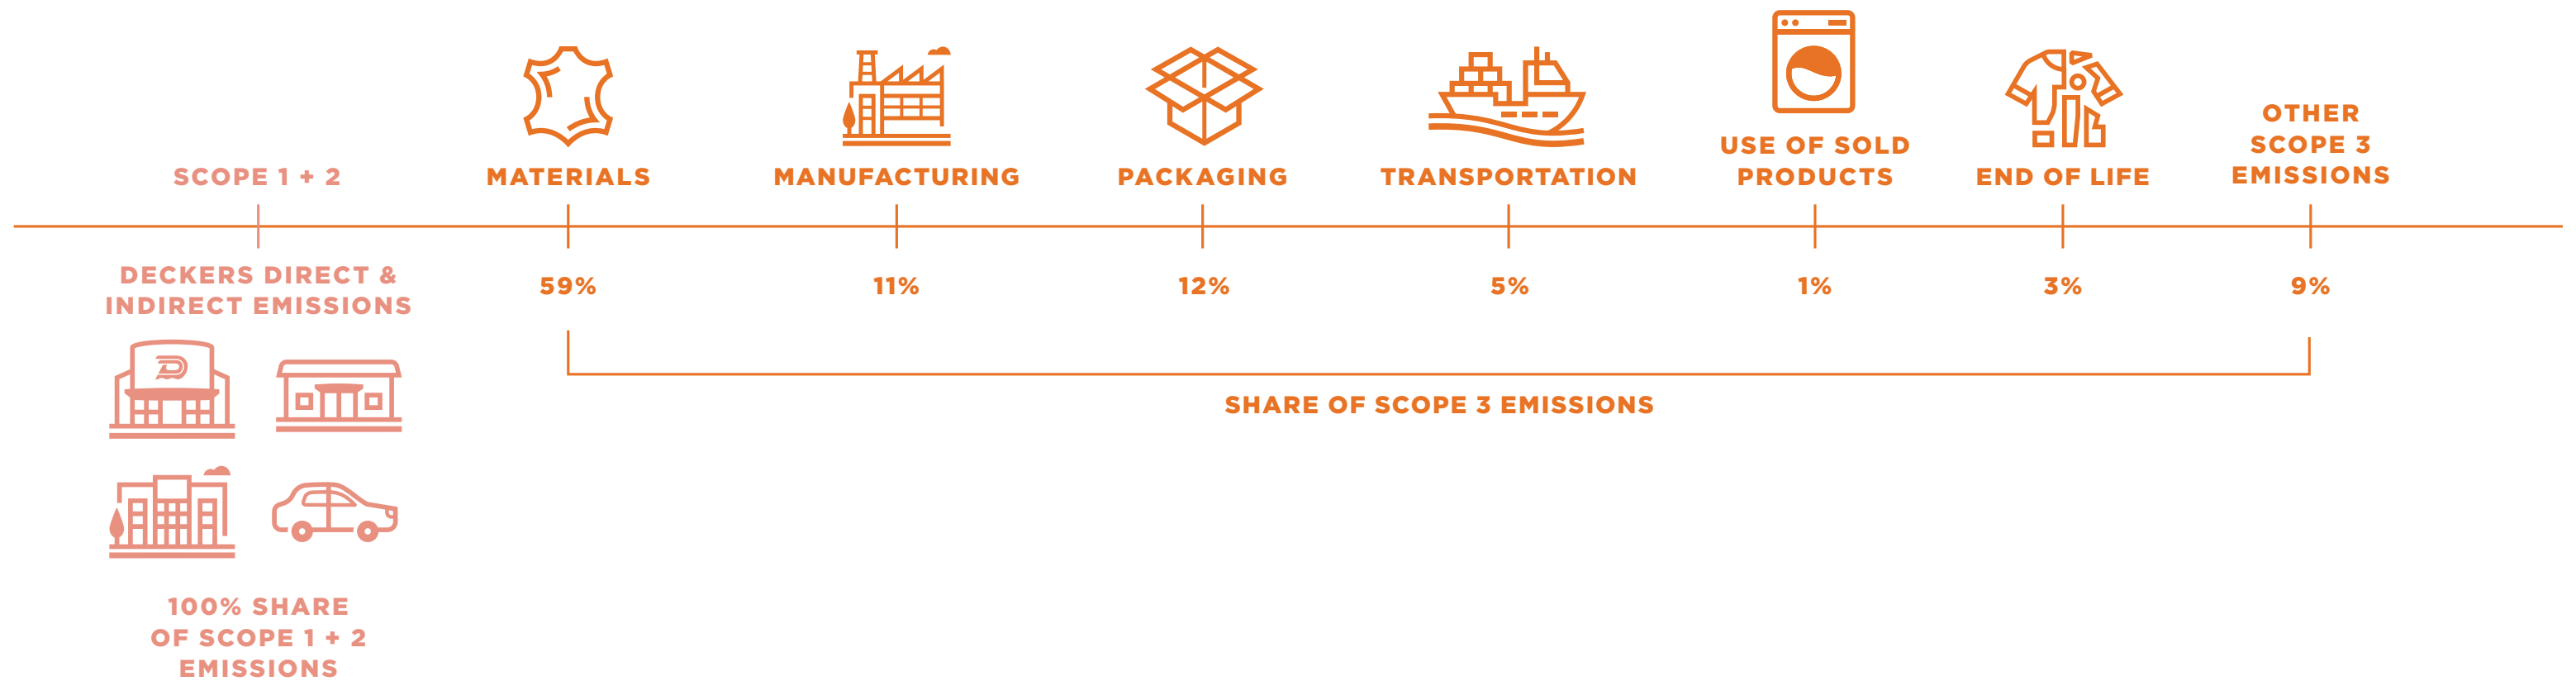 SCOPE 1 + 2
MATERIALS
MANUFACTURING
PACKAGING
TRANSPORTATION
USE OF SOLD
PRODUCTS
END OF LIFE
OTHER
SCOPE 3
EMISSIONS
DECKERS DIRECT &
INDIRECT EMISSIONS
59%
11%
12%
5%
1%
3%
9%
SHARE OF SCOPE 3 EMISSIONS
100% SHARE
OF SCOPE 1 + 2
EMISSIONS